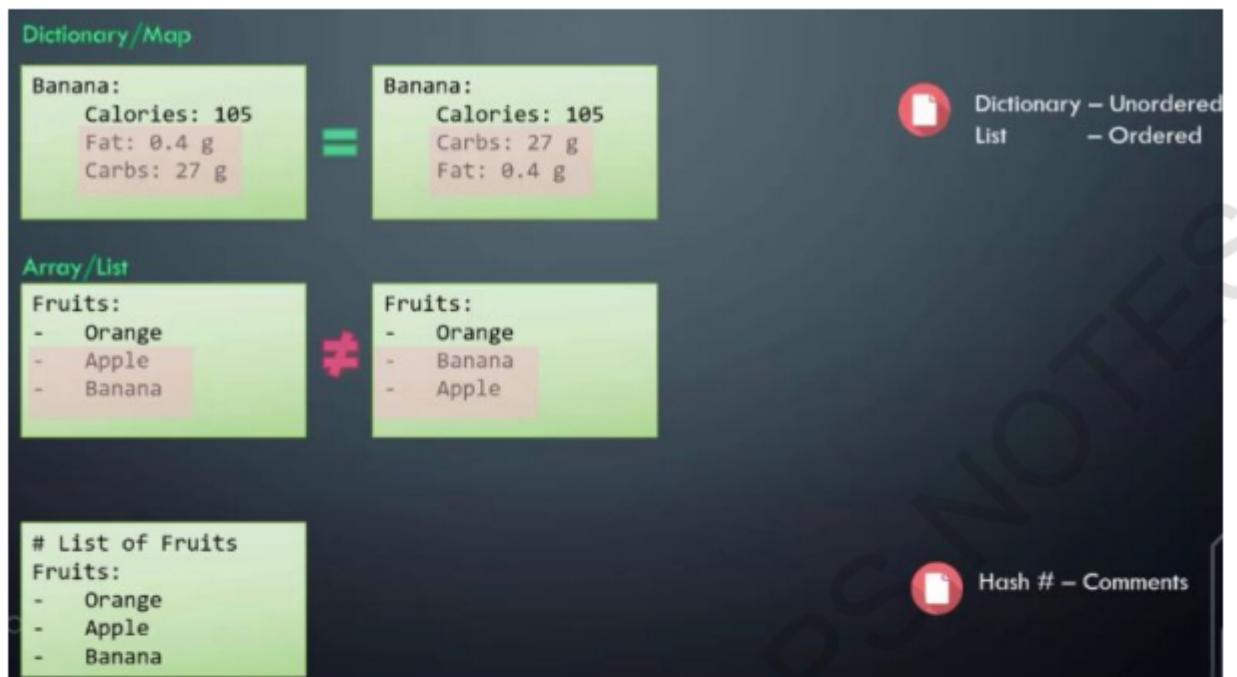 Dictionary/Map
Banana:
Calories: 105
Fat: 0.4 g
Carbs: 27 g
=
Banana:
Calories: 105
Carbs: 27 g
Fat: 0.4 g
Dictionary – Unordered
List – Ordered
Array/List
Fruits:
- Orange
- Apple
- Banana
≠
Fruits:
- Orange
- Banana
- Apple
# List of Fruits
Fruits:
- Orange
- Apple
- Banana
Hash # – Comments
PSNOTES